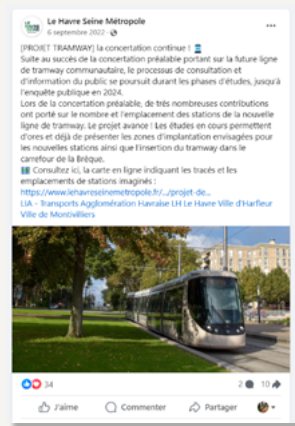 Le Havre Seine Métropole
6 septembre 2022
[PROJET TRAMWAY] la concertation continue !
Suite au succès de la concertation préalable portant sur la future ligne
de tramway communautaire, le processus de consultation et
d'information du public se poursuit durant les phases d'études, jusqu'à
l'enquête publique en 2024.
Lors de la concertation préalable, de très nombreuses contributions
ont porté sur le nombre et l'emplacement des stations de la nouvelle
ligne de tramway. Le projet avance ! Les études en cours permettent
d'ores et déjà de présenter les zones d'implantation envisagées pour
les nouvelles stations ainsi que l'insertion du tramway dans le
carrefour de la Brèque.
Consultez ici, la carte en ligne indiquant les tracés et les
emplacements de stations imaginés :
https://www.lehavreseinemetropole.fr/.../projet-de...
LIA - Transports Agglomération Havraise LH Le Havre Ville d'Harfleur
Ville de Montivilliers
34
2
10
J'aime
Commenter
Partager